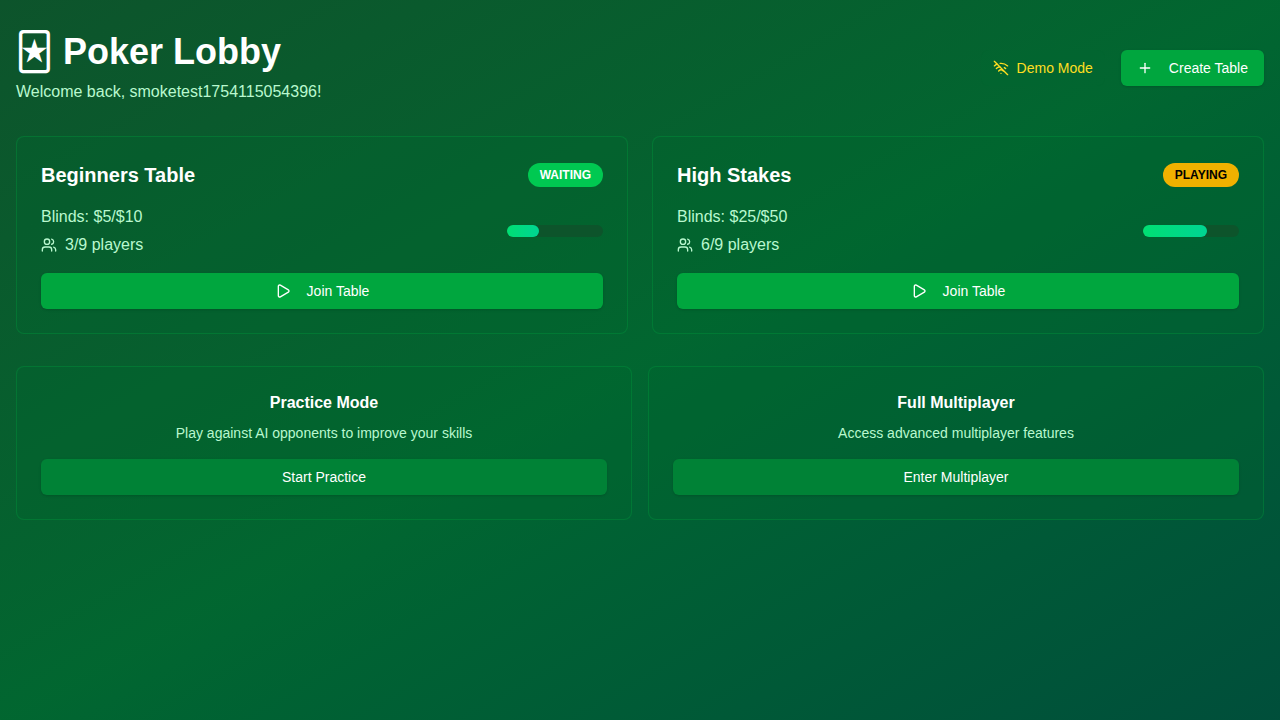 🃏 Poker Lobby
Welcome back, smoketest1754115054396!
Demo Mode
Create Table
Beginners Table
WAITING
Blinds: $5/$10
3/9 players
Join Table
High Stakes
PLAYING
Blinds: $25/$50
6/9 players
Join Table
Practice Mode
Play against AI opponents to improve your skills
Start Practice
Full Multiplayer
Access advanced multiplayer features
Enter Multiplayer